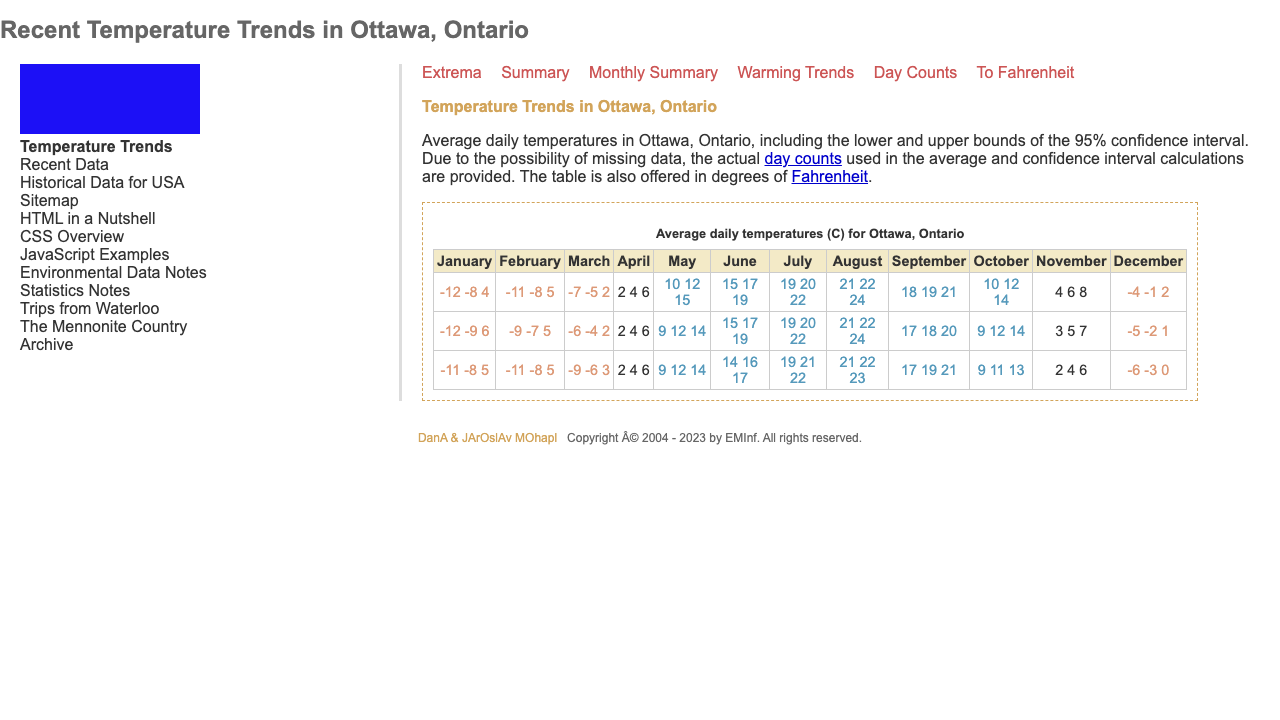 Recent Temperature Trends in Ottawa, Ontario
Temperature Trends
Recent Data
Historical Data for USA
Sitemap
HTML in a Nutshell
CSS Overview
JavaScript Examples
Environmental Data Notes
Statistics Notes
Trips from Waterloo
The Mennonite Country
Archive
Extrema Summary Monthly Summary Warming Trends Day Counts To Fahrenheit
Temperature Trends in Ottawa, Ontario
Average daily temperatures in Ottawa, Ontario, including the lower and upper bounds of the 95% confidence interval.
Due to the possibility of missing data, the actual day counts used in the average and confidence interval calculations
are provided. The table is also offered in degrees of Fahrenheit.
Average daily temperatures (C) for Ottawa, Ontario
January February March April May June July August September October November December
-12 -8 4 -11 -8 5 -7 -5 2 2 4 6 10 12 15 15 17 19 19 20 22 21 22 24 18 19 21 10 12 14 4 6 8 -4 -1 2
-12 -9 6 -9 -7 5 -6 -4 2 2 4 6 9 12 14 15 17 19 19 20 22 21 22 24 17 18 20 9 12 14 3 5 7 -5 -2 1
-11 -8 5 -11 -8 5 -9 -6 3 2 4 6 9 12 14 14 16 17 19 21 22 21 22 23 17 19 21 9 11 13 2 4 6 -6 -3 0
DanA & JArOslAv MOhapl Copyright Â© 2004 - 2023 by EMInf. All rights reserved.